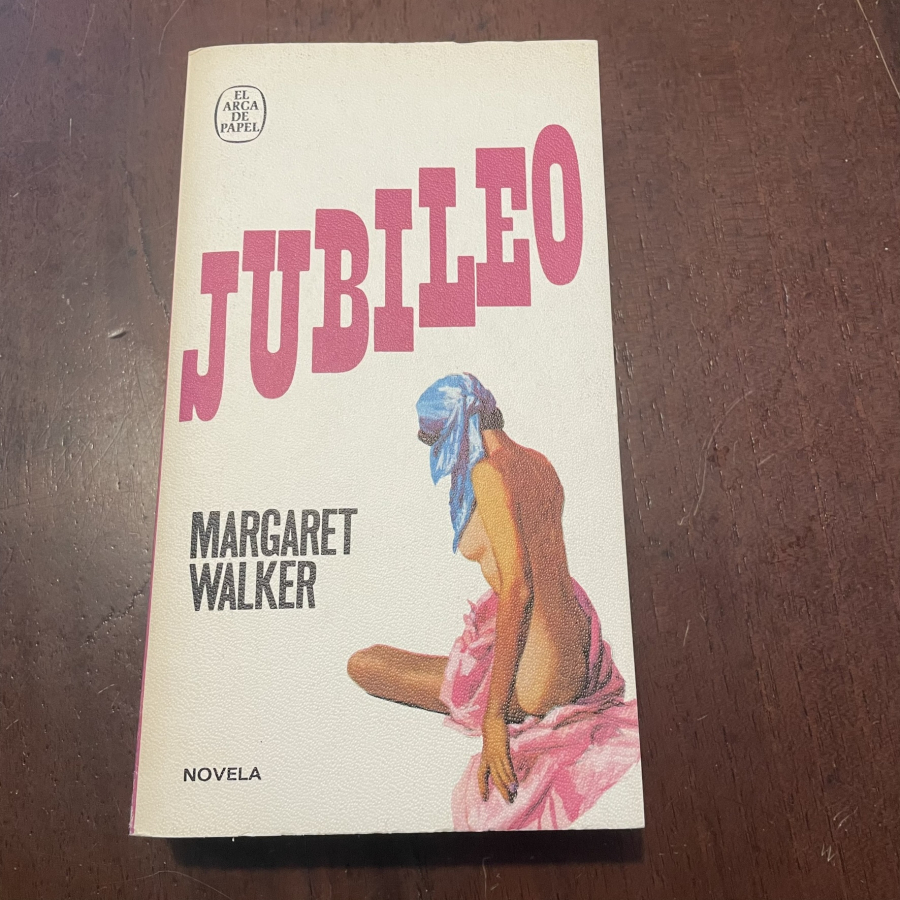 EL
ARCA
DE
PAPEL
JUBILEO
MARGARET
WALKER
NOVELA